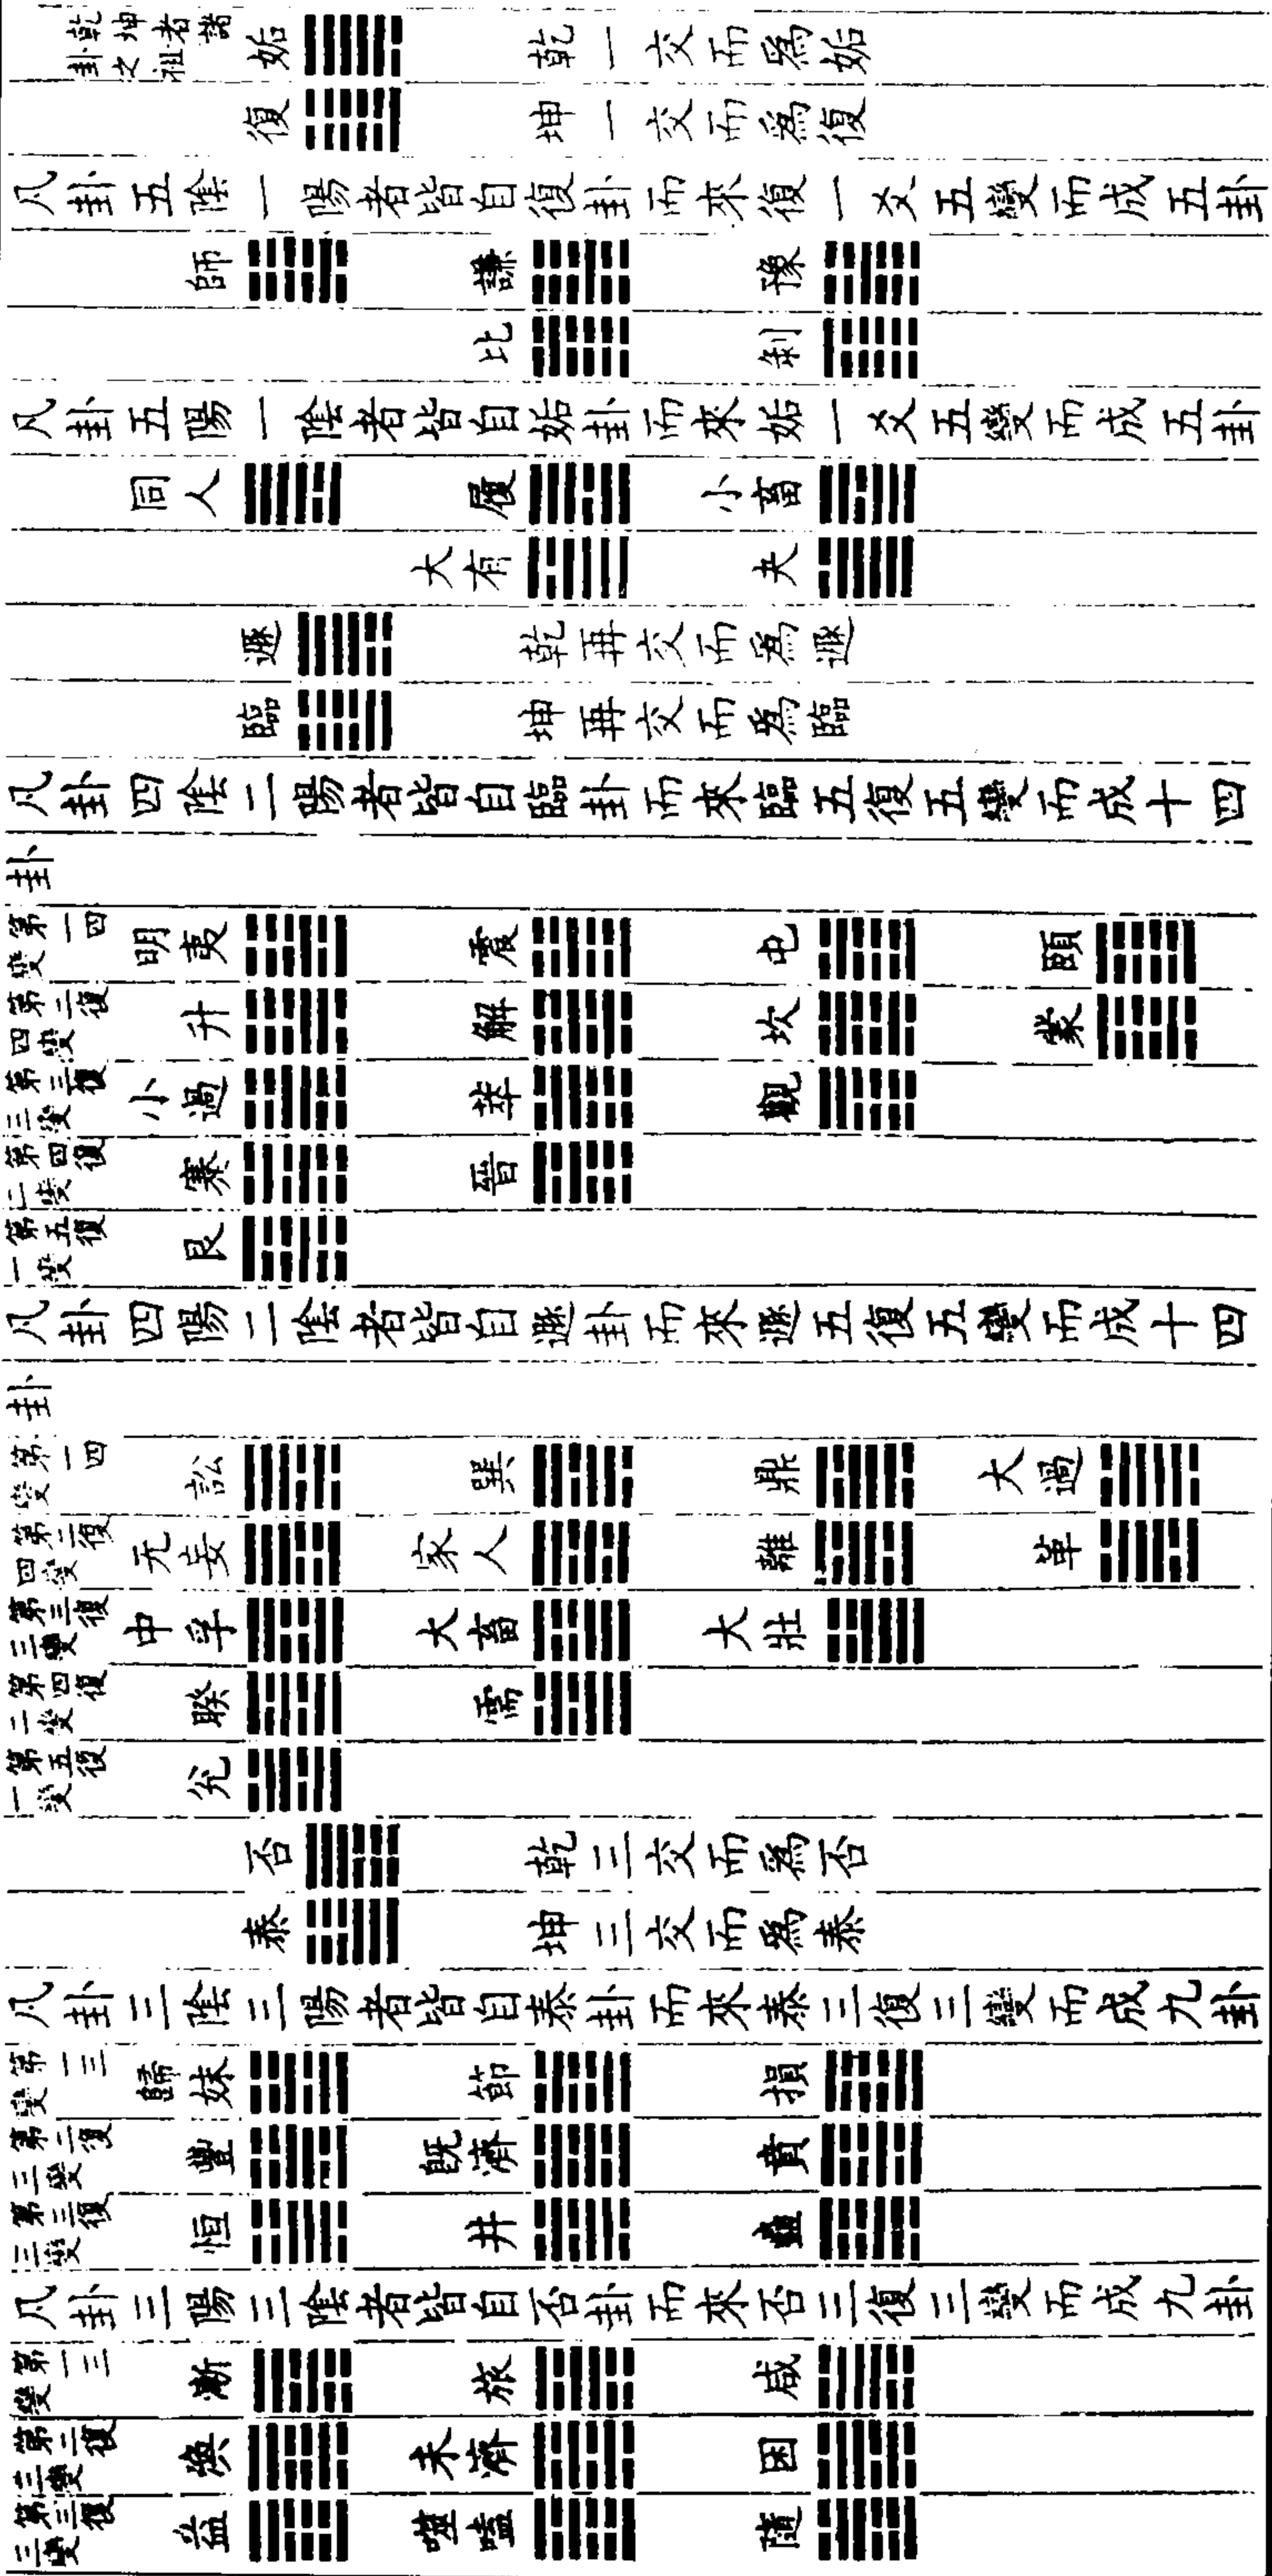 乾坤者諸卦之祖
姤 乾一交而為姤
復 坤一交而為復
凡卦五陰一陽者皆自復卦而來復一爻五變而成五卦
師 謙 豫
比 剝
凡卦五陽一陰者皆自姤卦而來姤一爻五變而成五卦
同人 履 小畜
大有 夬
遯 乾再交而為遯
臨 坤再交而為臨
凡卦四陰二陽者皆自臨卦而來臨五復五變而成十四
卦
第一四變 明夷 震 屯 頤
第二復四變 升 解 坎 蒙
第三復三變 小過 萃 觀
第四復二變 蹇 晉
第五復一變 艮
凡卦四陽二陰者皆自遯卦而來遯五復五變而成十四
卦
第一四變 訟 巽 鼎 大過
第二復四變 无妄 家人 離 革
第三復三變 中孚 大畜 大壯
第四復二變 睽 需
第五復一變 兊
否 乾三交而為否
泰 坤三交而為泰
凡卦三陰三陽者皆自泰卦而來泰三復三變而成九卦
第一三變 歸妹 節 損
第二復三變 豐 既濟 賁
第三復三變 恒 井 蠱
凡卦三陽三陰者皆自否卦而來否三復三變而成九卦
第一三變 漸 旅 咸
第二復三變 渙 未濟 困
第三復三變 益 噬嗑 隨